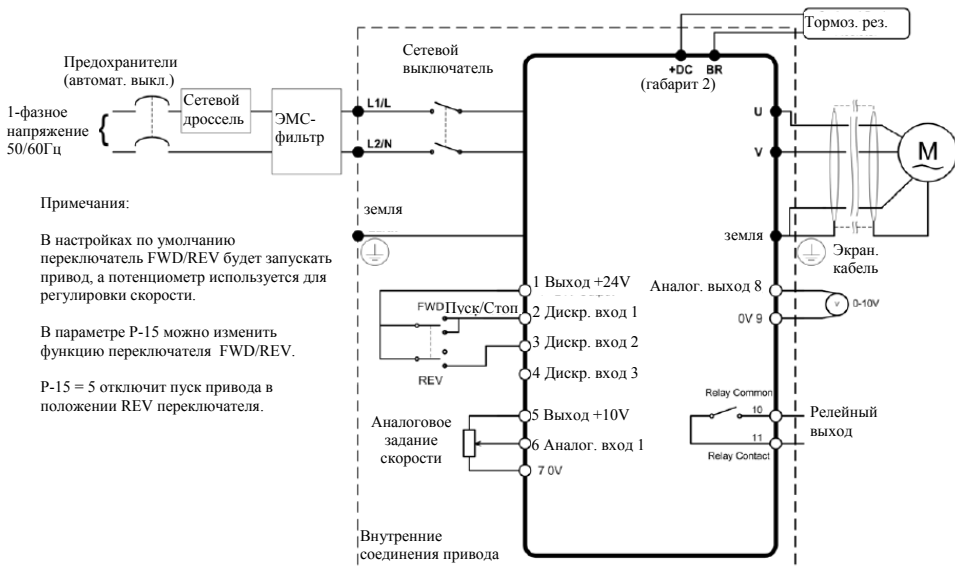 Тормоз. рез.
Предохранители
(автомат. выкл.)
Сетевой
выключатель
+DC BR
(габарит 2)
1-фазное
напряжение
50/60Гц
Сетевой
дроссель
ЭМС-
фильтр
L1/L
L2/N
U
V
M
земля
земля
Экран.
кабель
Примечания:
В настройках по умолчанию
переключатель FWD/REV будет запускать
привод, а потенциометр используется для
регулировки скорости.
В параметре P-15 можно изменить
функцию переключателя FWD/REV.
P-15 = 5 отключит пуск привода в
положении REV переключателя.
1 Выход +24V
FWD Пуск/Стоп
2 Дискр. вход 1
3 Дискр. вход 2
REV
4 Дискр. вход 3
Аналоговое
задание
скорости
5 Выход +10V
6 Аналог. вход 1
7 0V
Аналог. выход 8
V
0-10V
0V 9
Relay Common
10
11
Relay Contact
Релейный
выход
Внутренние
соединения привода